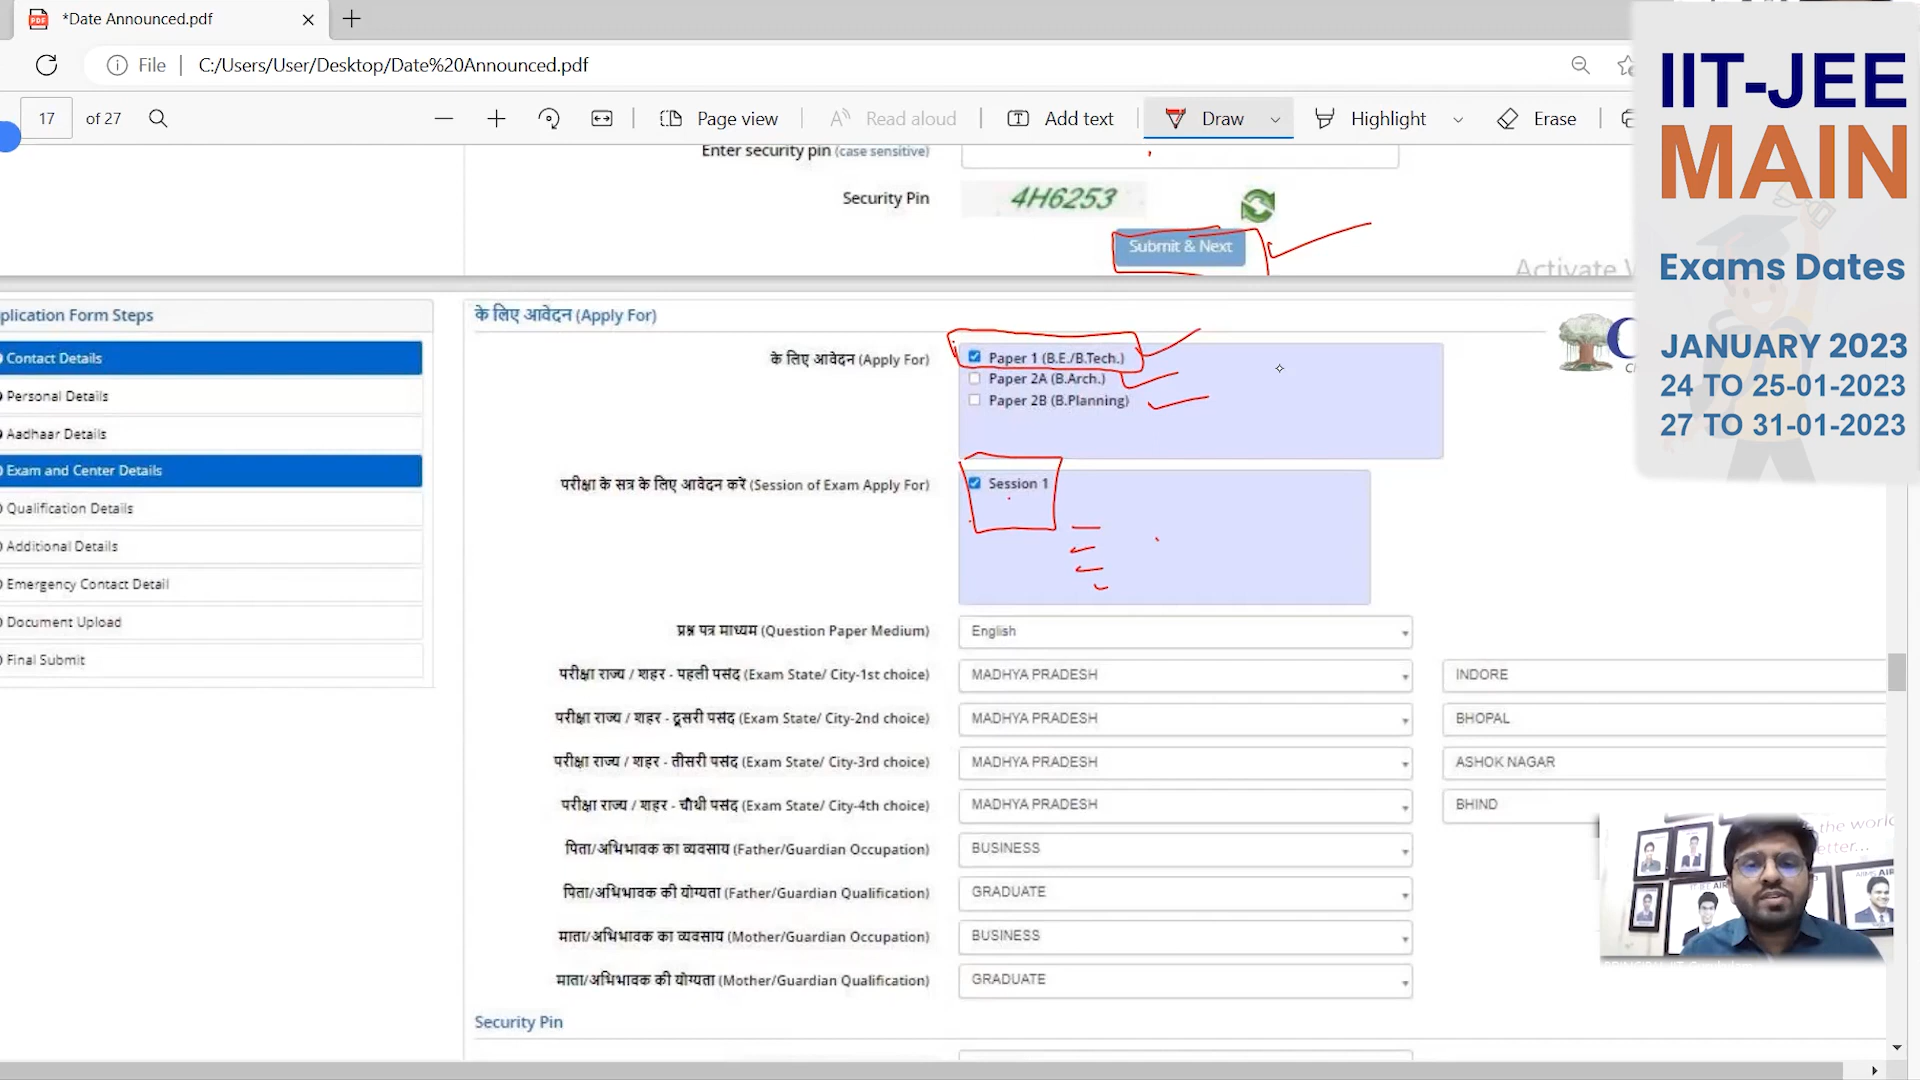 *Date Announced.pdf
File
C:/Users/User/Desktop/Date%20Announced.pdf
17 of 27
Page view
Read aloud
Add text
Draw
Highlight
Erase
IIT-JEE
MAIN
Exams Dates
JANUARY 2023
24 TO 25-01-2023
27 TO 31-01-2023
Enter security pin (case sensitive)
Security Pin 4H6253
Submit & Next
Activate
plication Form Steps
Contact Details
Personal Details
Aadhaar Details
Exam and Center Details
Qualification Details
Additional Details
Emergency Contact Detail
Document Upload
Final Submit
के लिए आवेदन (Apply For)
के लिए आवेदन (Apply For)
Paper 1 (B.E./B.Tech.)
Paper 2A (B.Arch.)
Paper 2B (B.Planning)
परीक्षा के सत्र के लिए आवेदन करें (Session of Exam Apply For) Session 1
प्रश्न पत्र माध्यम (Question Paper Medium) English
परीक्षा राज्य / शहर - पहली पसंद (Exam State/ City-1st choice) MADHYA PRADESH INDORE
परीक्षा राज्य / शहर - दूसरी पसंद (Exam State/ City-2nd choice) MADHYA PRADESH BHOPAL
परीक्षा राज्य / शहर - तीसरी पसंद (Exam State/ City-3rd choice) MADHYA PRADESH ASHOK NAGAR
परीक्षा राज्य / शहर - चौथी पसंद (Exam State/ City-4th choice) MADHYA PRADESH BHIND
पिता/अभिभावक का व्यवसाय (Father/Guardian Occupation) BUSINESS
पिता/अभिभावक की योग्यता (Father/Guardian Qualification) GRADUATE
माता/अभिभावक का व्यवसाय (Mother/Guardian Occupation) BUSINESS
माता/अभिभावक की योग्यता (Mother/Guardian Qualification) GRADUATE
Security Pin
the world